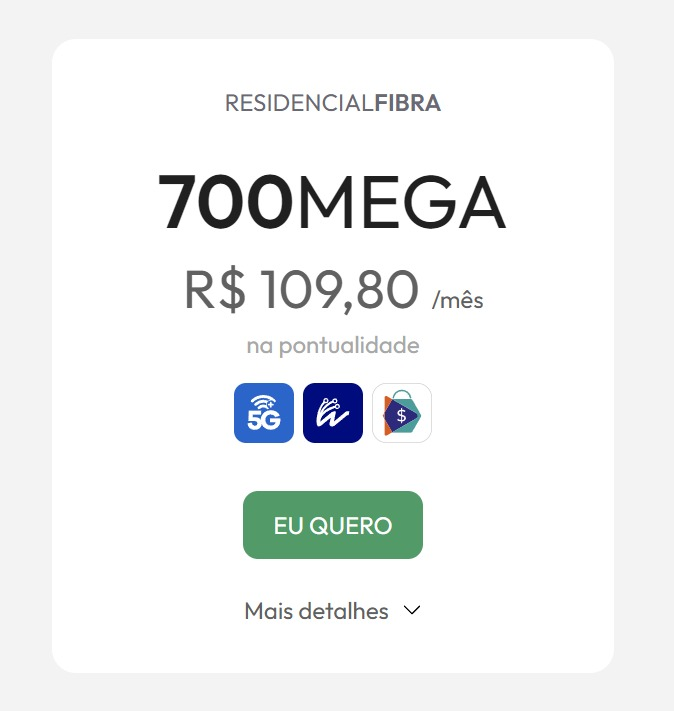 RESIDENCIALFIBRA
700MEGA
R$ 109,80 /mês
na pontualidade
5G
$
EU QUERO
Mais detalhes